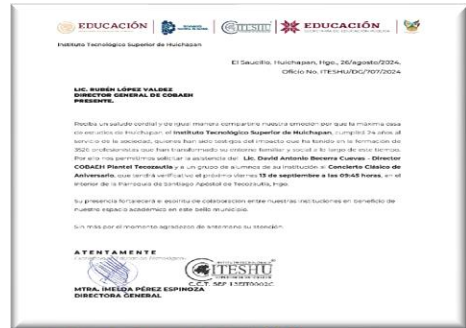 EDUCACIÓN
ITESHU
EDUCACIÓN
Instituto Tecnológico Superior de Huichapan
El Saucillo, Huichapan, Hgo., 26/agosto/2024.
Oficio No. ITESHU/DG/707/2024
LIC. RUBÉN LÓPEZ VALDEZ
DIRECTOR GENERAL DE COBAEH
PRESENTE.
Reciba un saludo cordial y de igual manera compartirle nuestra emoción por que la máxima casa
de estudios de Huichapan el Instituto Tecnológico Superior de Huichapan, cumplirá 24 años al
servicio de la sociedad, quienes han sido testigos del impacto que ha tenido en la formación de
3526 profesionistas que han transformado su entorno familiar y social a lo largo de este tiempo.
Por ello nos permitimos solicitar la asistencia del Lic. David Antonio Becerra Cuevas - Director
COBAEH Plantel Tecozautla y a un grupo de alumnos de su institución al Concierto Clásico de
Aniversario, que tendrá verificativo el próximo viernes 13 de septiembre a las 09:45 horas, en el
interior de la Parroquia de Santiago Apóstol de Tecozautla, Hgo.
Su presencia fortalecerá el espíritu de colaboración entre nuestras instituciones en beneficio de
nuestro espacio académico en este bello municipio.
Sin más por el momento agradezco de antemano su atención.
ATENTAMENTE
ITESHU
C.C.T. SEP 13EIT0002C
MTRA. IMELDA PÉREZ ESPINOZA
DIRECTORA GENERAL